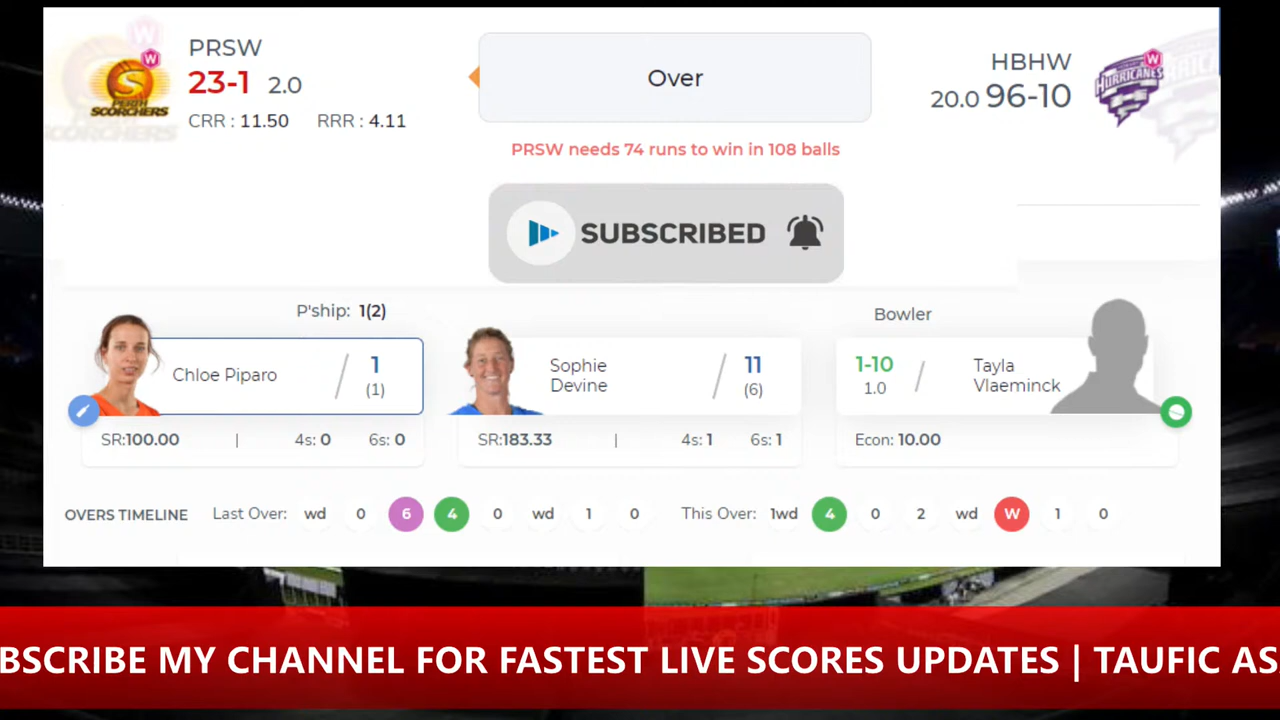 PRSW
23-1 2.0
CRR : 11.50 RRR : 4.11
W
PERTH
SCORCHERS
Over
PRSW needs 74 runs to win in 108 balls
HBHW
20.0 96-10
W
HURRICANES
SUBSCRIBED
P'ship: 1(2)
Chloe Piparo
1
(1)
SR:100.00 | 4s: 0 6s: 0
Sophie
Devine
11
(6)
SR:183.33 | 4s: 1 6s: 1
Bowler
1-10
1.0
Tayla
Vlaeminck
Econ: 10.00
OVERS TIMELINE Last Over: wd 0 6 4 0 wd 1 0 This Over: 1wd 4 0 2 wd W 1 0
BSCRIBE MY CHANNEL FOR FASTEST LIVE SCORES UPDATES | TAUFIC AS